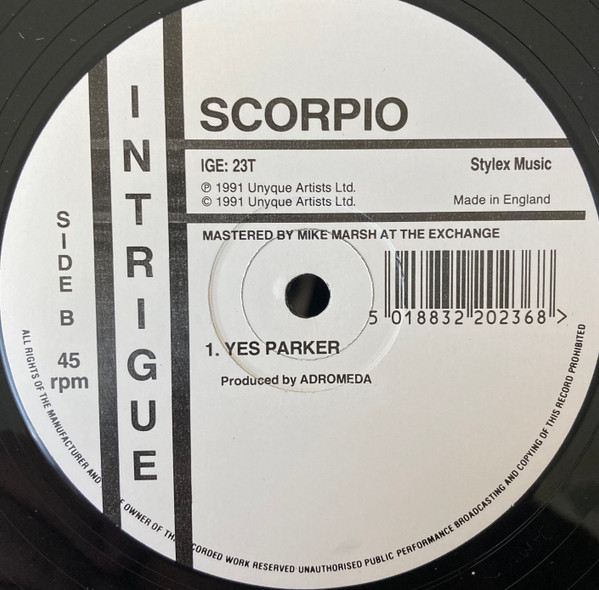 INTRIGUE
SCORPIO
IGE: 23T
Stylex Music
℗ 1991 Unyque Artists Ltd.
© 1991 Unyque Artists Ltd.
Made in England
MASTERED BY MIKE MARSH AT THE EXCHANGE
SIDE B
45
rpm
5 018832 202368 >
1. YES PARKER
Produced by ADROMEDA
ALL RIGHTS OF THE MANUFACTURER AND OWNER OF RECORDED WORK RESERVED UNAUTHORISED PUBLIC PERFORMANCE BROADCASTING AND COPYING OF THIS RECORD PROHIBITED